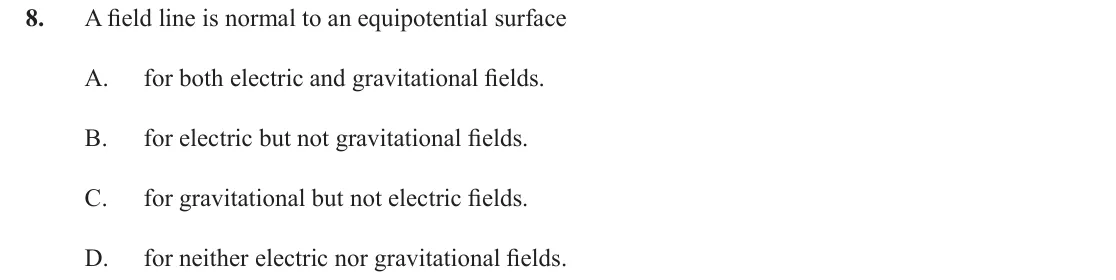 8. A field line is normal to an equipotential surface
A. for both electric and gravitational fields.
B. for electric but not gravitational fields.
C. for gravitational but not electric fields.
D. for neither electric nor gravitational fields.